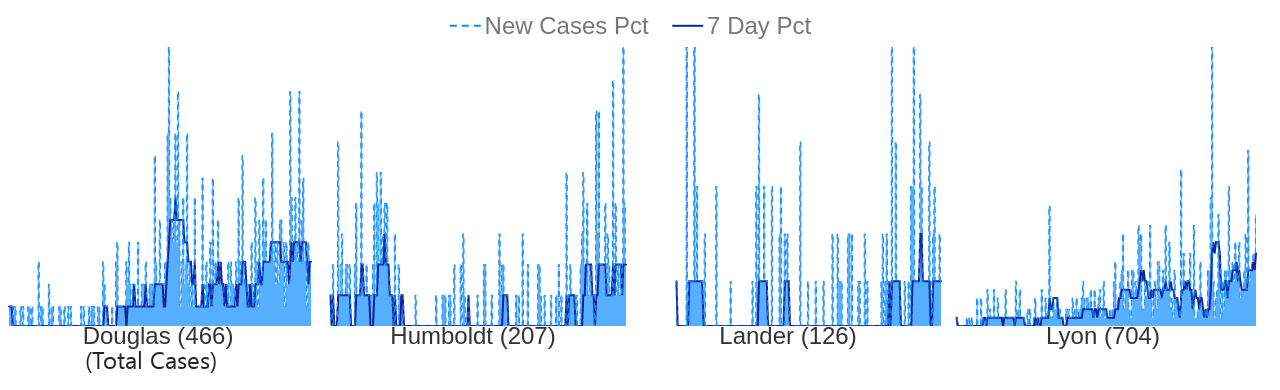 New Cases Pct 7 Day Pct
Douglas (466) Humboldt (207) Lander (126) Lyon (704)
(Total Cases)